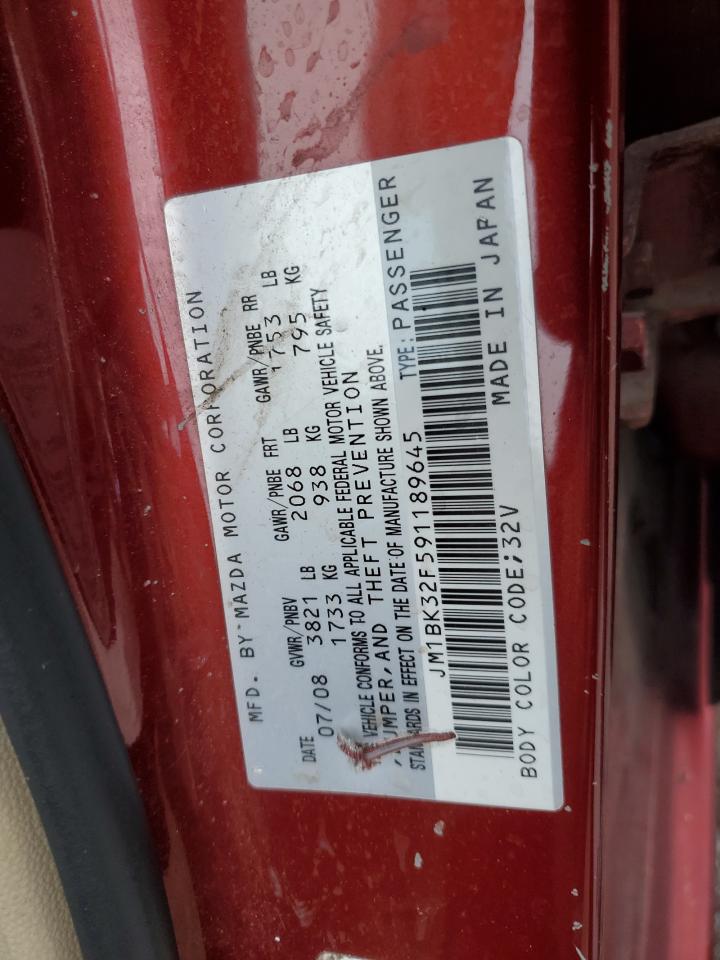 MFD. BY MAZDA MOTOR CORPORATION
DATE GVWR/PNBV GAWR/PNBE FRT GAWR/PNBE RR
07/08 3821 LB 2068 LB 1753 LB
1733 KG 938 KG 795 KG
VEHICLE CONFORMS TO ALL APPLICABLE FEDERAL MOTOR VEHICLE SAFETY
UMPER, AND THEFT PREVENTION
STANDARDS IN EFFECT ON THE DATE OF MANUFACTURE SHOWN ABOVE.
JM1BK32F591189645 TYPE: PASSENGER
BODY COLOR CODE;32V MADE IN JAPAN